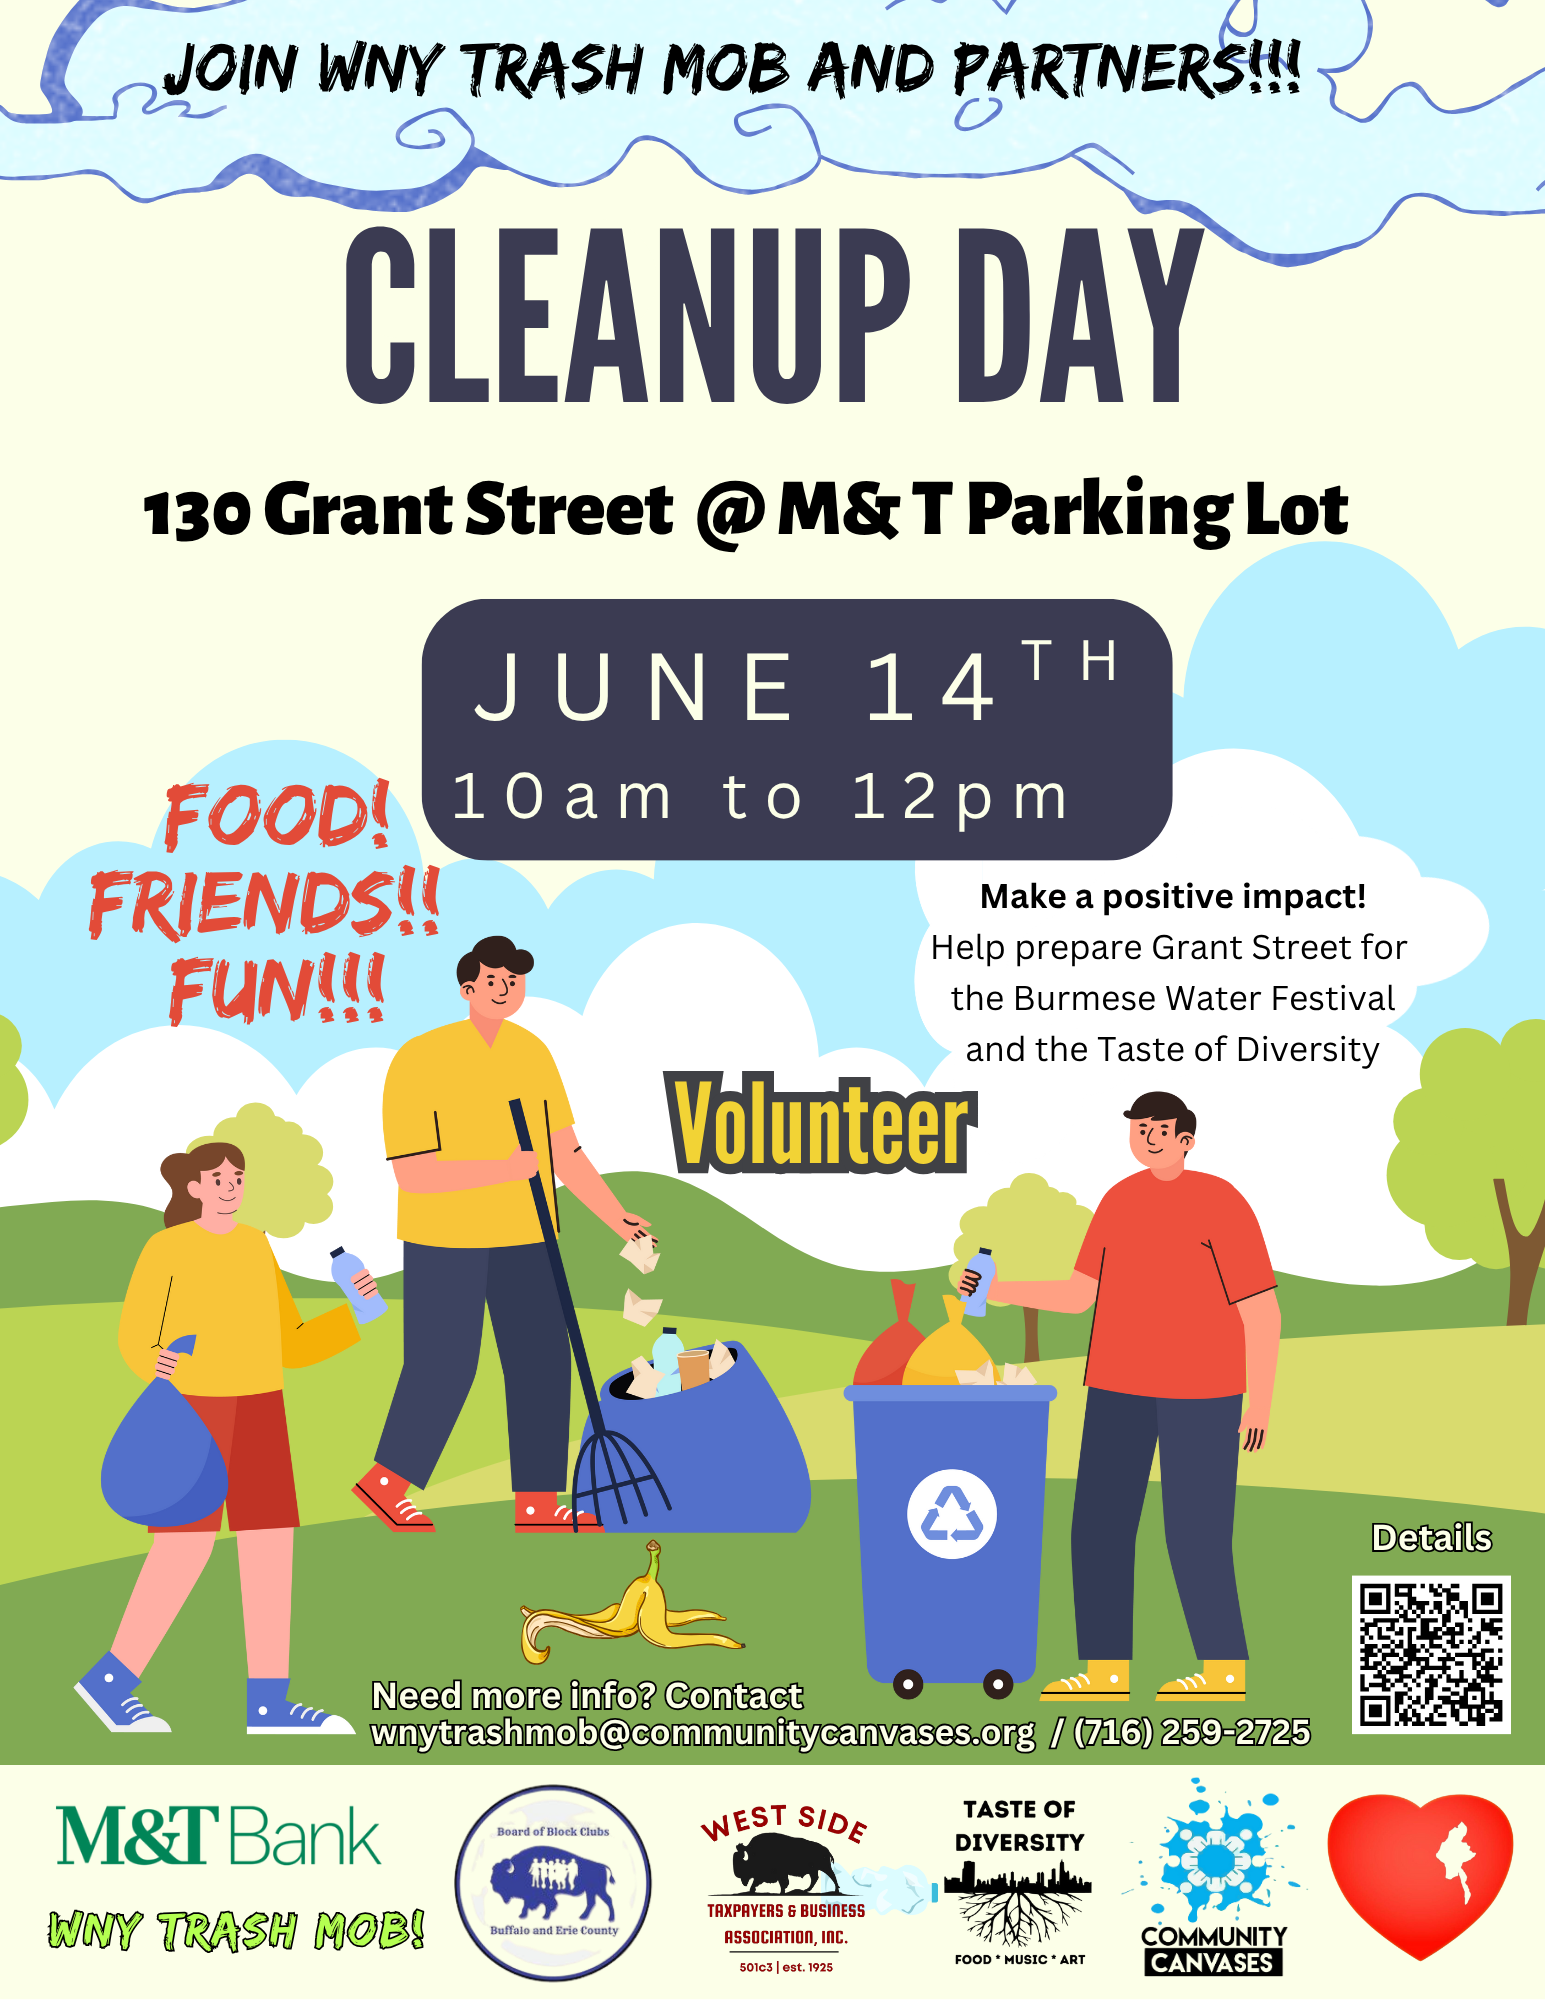 JOIN WNY TRASH MOB AND PARTNERS!!!
CLEANUP DAY
130 Grant Street @ M& T Parking Lot
JUNE 14TH
10am to 12pm
FOOD!
FRIENDS!!
FUN!!!
Make a positive impact!
Help prepare Grant Street for
the Burmese Water Festival
and the Taste of Diversity
Volunteer
Details
Need more info? Contact
wnytrashmob@communitycanvases.org / (716) 259-2725
M&T Bank
WNY TRASH MOB!
Board of Block Clubs
Buffalo and Erie County
WEST SIDE
TAXPAYERS & BUSINESS
ASSOCIATION, INC.
501c3 | est. 1925
TASTE OF
DIVERSITY
FOOD * MUSIC * ART
COMMUNITY
CANVASES